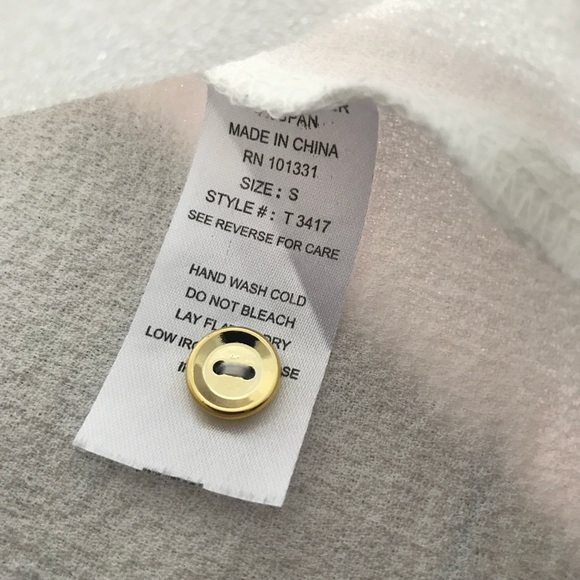 MADE IN CHINA
RN 101331
SIZE: S
STYLE #: T 3417
SEE REVERSE FOR CARE
HAND WASH COLD
DO NOT BLEACH
LAY DRY
LOW